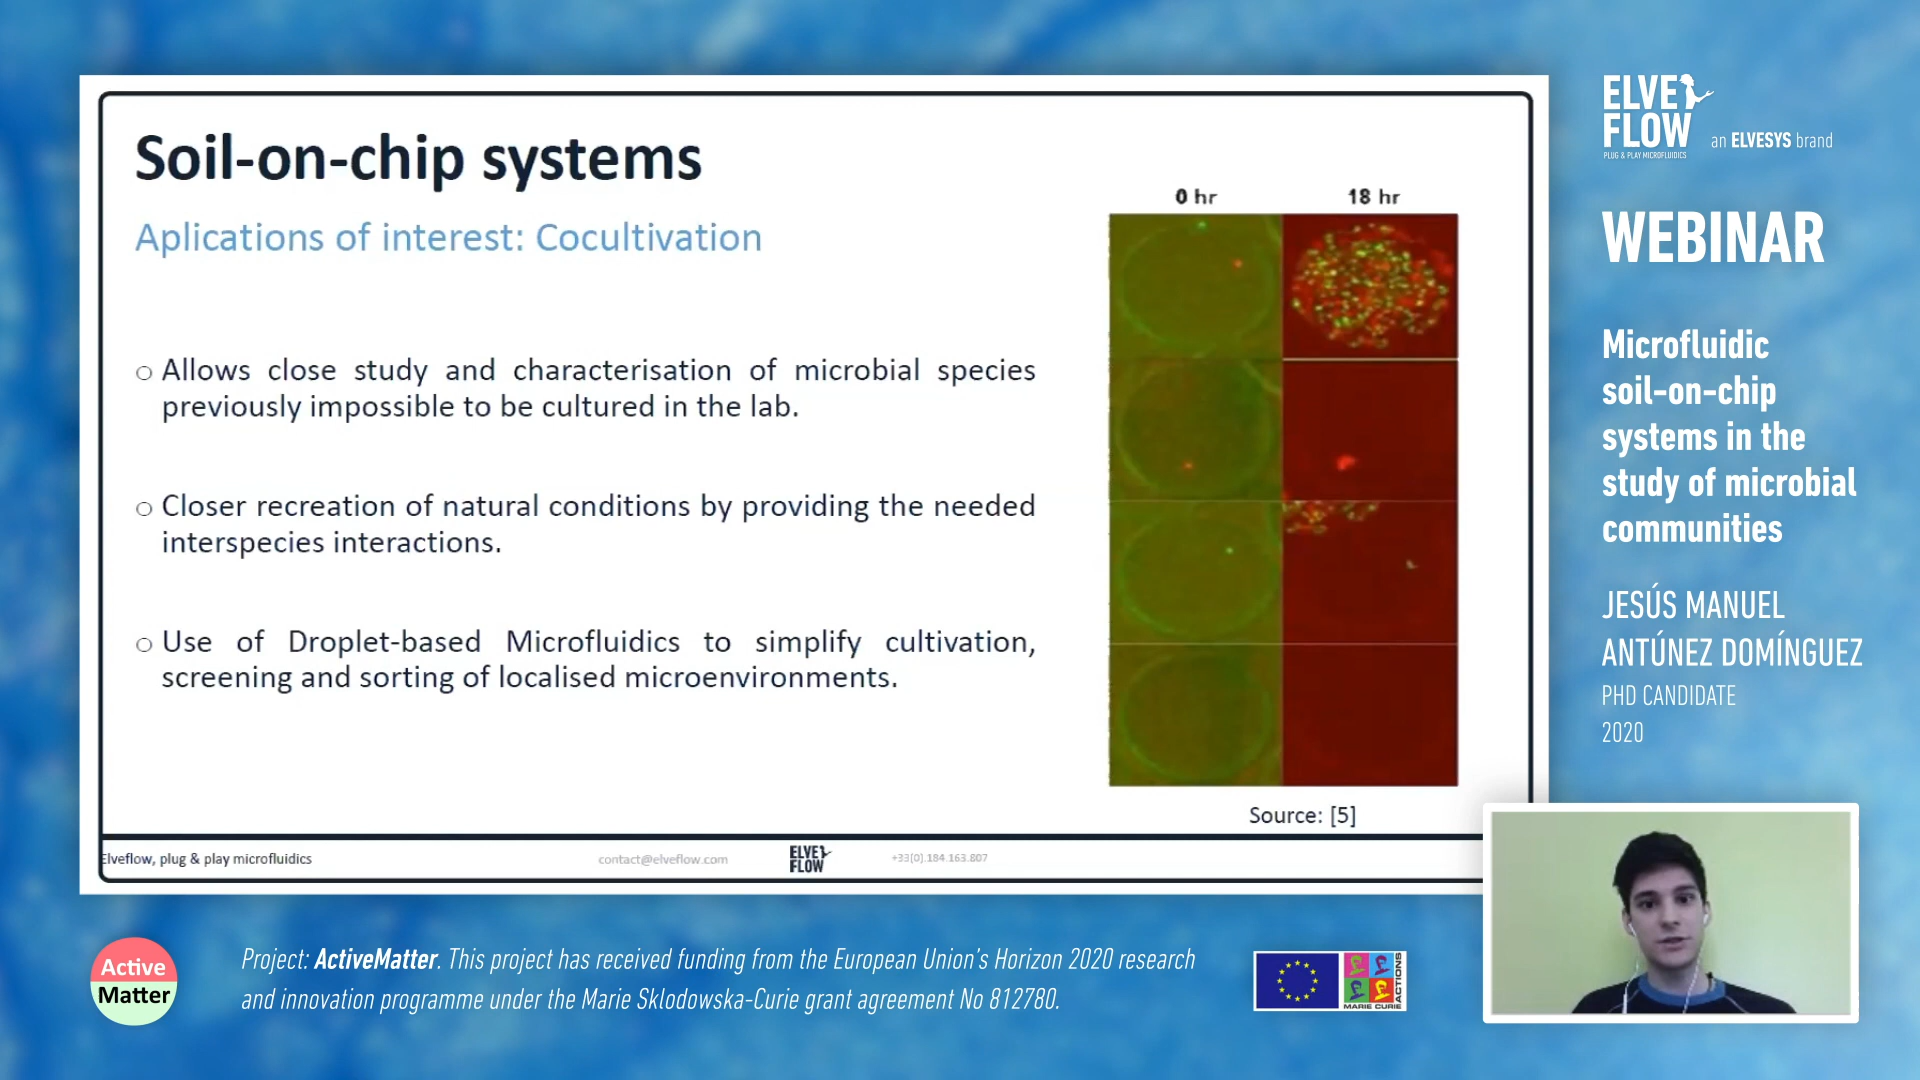 Soil-on-chip systems
Aplications of interest: Cocultivation
○ Allows close study and characterisation of microbial species
previously impossible to be cultured in the lab.
○ Closer recreation of natural conditions by providing the needed
interspecies interactions.
○ Use of Droplet-based Microfluidics to simplify cultivation,
screening and sorting of localised microenvironments.
0 hr 18 hr
Source: [5]
Elveflow, plug & play microfluidics contact@elveflow.com ELVE FLOW +33(0).184.163.807
ELVE
FLOW
PLUG & PLAY MICROFLUIDICS
an ELVESYS brand
WEBINAR
Microfluidic
soil-on-chip
systems in the
study of microbial
communities
JESÚS MANUEL
ANTÚNEZ DOMÍNGUEZ
PHD CANDIDATE
2020
Active
Matter
Project: ActiveMatter. This project has received funding from the European Union's Horizon 2020 research
and innovation programme under the Marie Sklodowska-Curie grant agreement No 812780.
MARIE CURIE ACTIONS